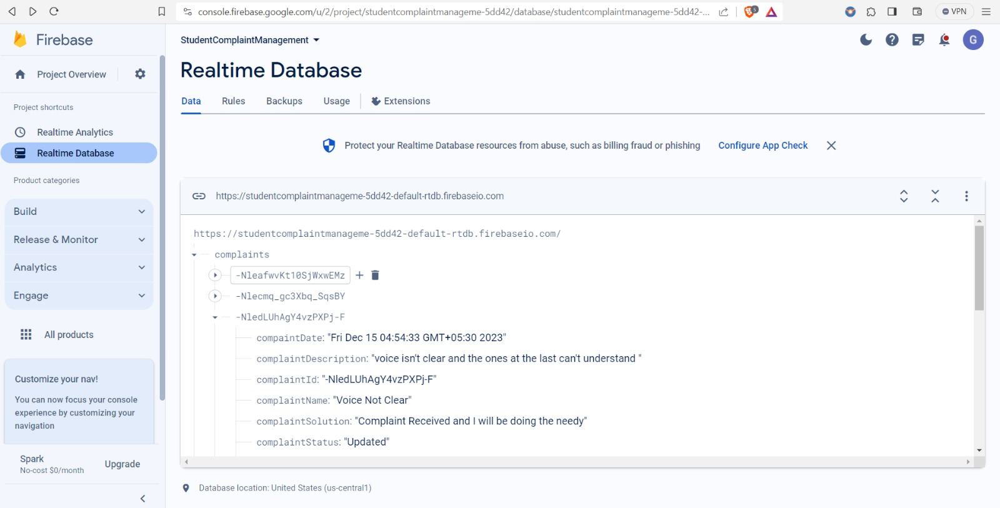 console.firebase.google.com/u/2/project/studentcomplaintmanageme-5dd42/database/studentcomplaintmanageme-5dd42-...
5
VPN
Firebase
StudentComplaintManagement
G
Project Overview
Realtime Database
Project shortcuts
Data Rules Backups Usage Extensions
Realtime Analytics
Realtime Database
Protect your Realtime Database resources from abuse, such as billing fraud or phishing Configure App Check
Product categories
Build
Release & Monitor
Analytics
Engage
All products
Customize your nav!
You can now focus your console
experience by customizing your
navigation
Spark
No-cost $0/month
Upgrade
https://studentcomplaintmanageme-5dd42-default-rtdb.firebaseio.com
https://studentcomplaintmanageme-5dd42-default-rtdb.firebaseio.com/
complaints
-NleafwvKt10SjWxwEMz
-Nlecmq_gc3Xbq_SqsBY
-NledLUhAgY4vzPXPj-F
compaintDate: "Fri Dec 15 04:54:33 GMT+05:30 2023"
complaintDescription: "voice isn't clear and the ones at the last can't understand "
complaintId: "-NledLUhAgY4vzPXPj-F"
complaintName: "Voice Not Clear"
complaintSolution: "Complaint Received and I will be doing the needy"
complaintStatus: "Updated"
Database location: United States (us-central1)